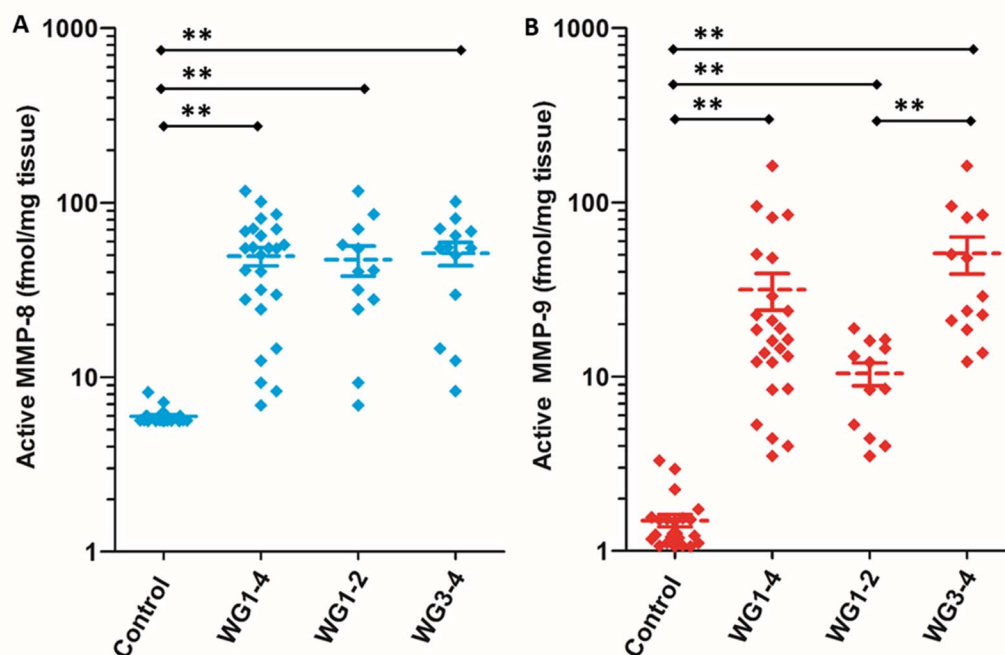 A
Active MMP-8 (fmol/mg tissue)
1000
100
10
1
**
**
**
Control
WG1-4
WG1-2
WG3-4
B
Active MMP-9 (fmol/mg tissue)
1000
100
10
1
**
**
**
**
Control
WG1-4
WG1-2
WG3-4